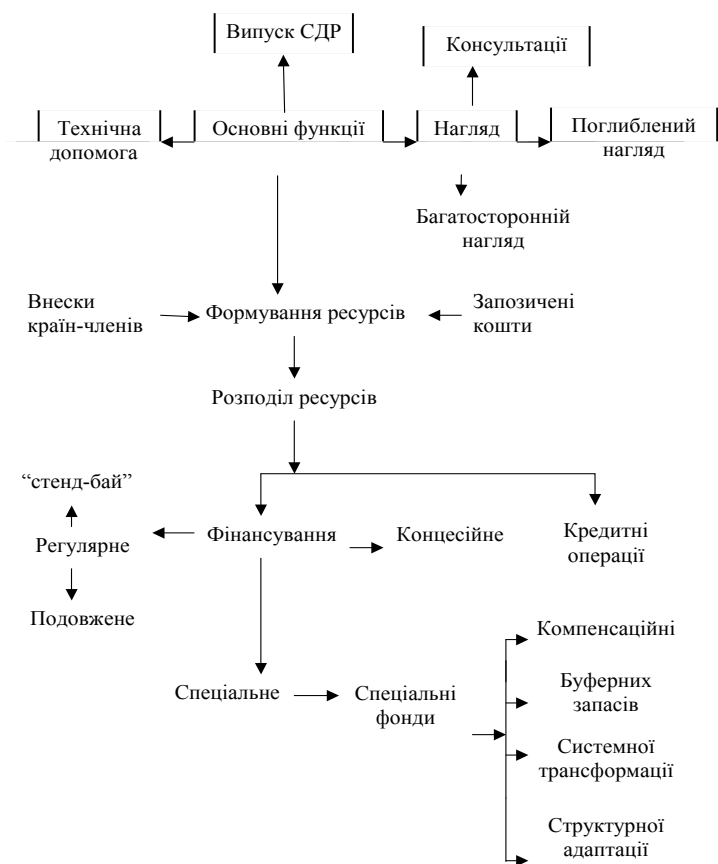 Випуск СДР
Консультації
Технічна
допомога
Основні функції
Нагляд
Поглиблений
нагляд
Багатосторонній
нагляд
Внески
країн-членів
Формування ресурсів
Запозичені
кошти
Розподіл ресурсів
“стенд-бай”
Регулярне
Фінансування
Концесійне
Кредитні
операції
Подовжене
Компенсаційні
Спеціальне
Спеціальні
фонди
Буферних
запасів
Системної
трансформації
Структурної
адаптації